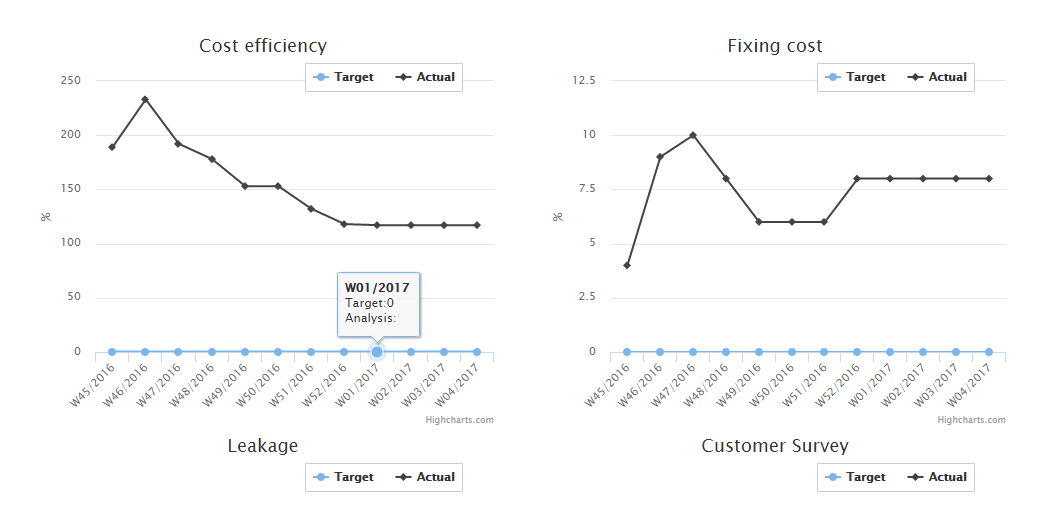 Cost efficiency
Target Actual
250
200
150
100
50
0
%
W01/2017
Target:0
Analysis:
W45/2016 W46/2016 W47/2016 W48/2016 W49/2016 W50/2016 W51/2016 W52/2016 W01/2017 W02/2017 W03/2017 W04/2017
Highcharts.com
Fixing cost
Target Actual
12.5
10
7.5
5
2.5
0
%
W45/2016 W46/2016 W47/2016 W48/2016 W49/2016 W50/2016 W51/2016 W52/2016 W01/2017 W02/2017 W03/2017 W04/2017
Highcharts.com
Leakage
Target Actual
Customer Survey
Target Actual